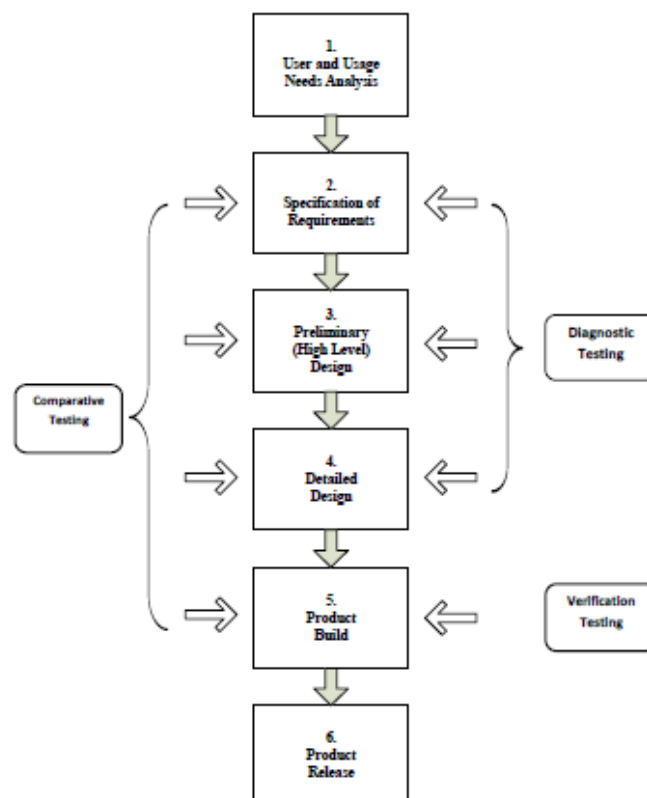 1.
User and Usage
Needs Analysis
2.
Specification of
Requirements
3.
Preliminary
(High Level)
Design
Diagnostic
Testing
Comparative
Testing
4.
Detailed
Design
5.
Product
Build
Verification
Testing
6.
Product
Release